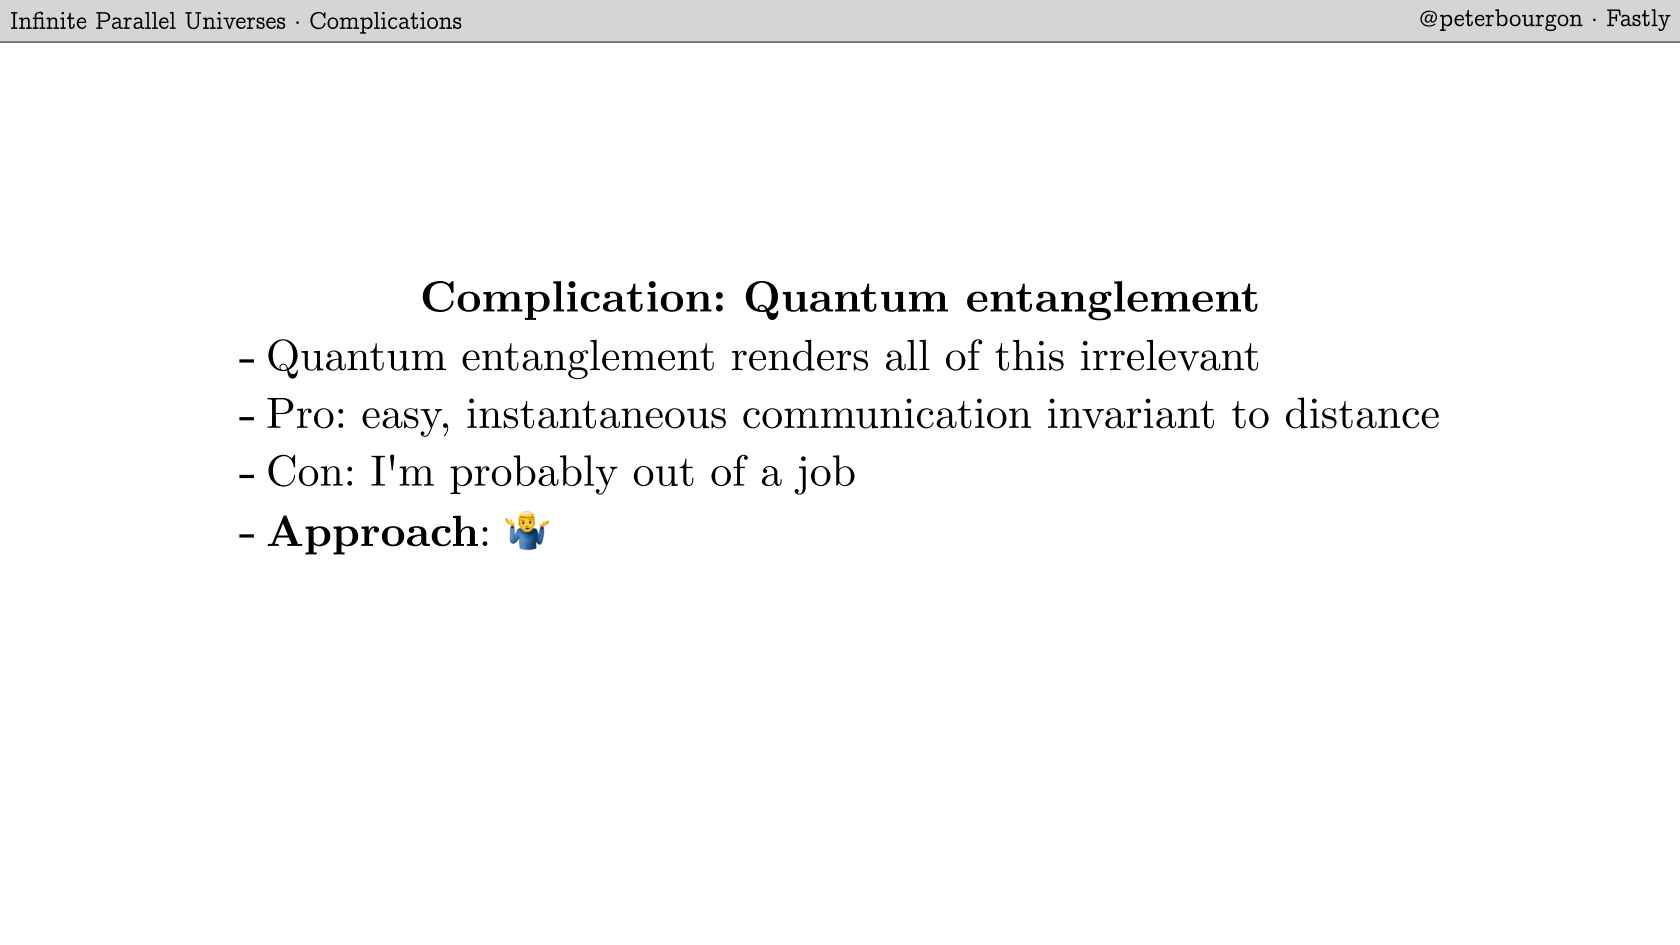 Infinite Parallel Universes · Complications
@peterbourgon · Fastly
Complication: Quantum entanglement
- Quantum entanglement renders all of this irrelevant
- Pro: easy, instantaneous communication invariant to distance
- Con: I'm probably out of a job
- Approach: 🤷‍♂️